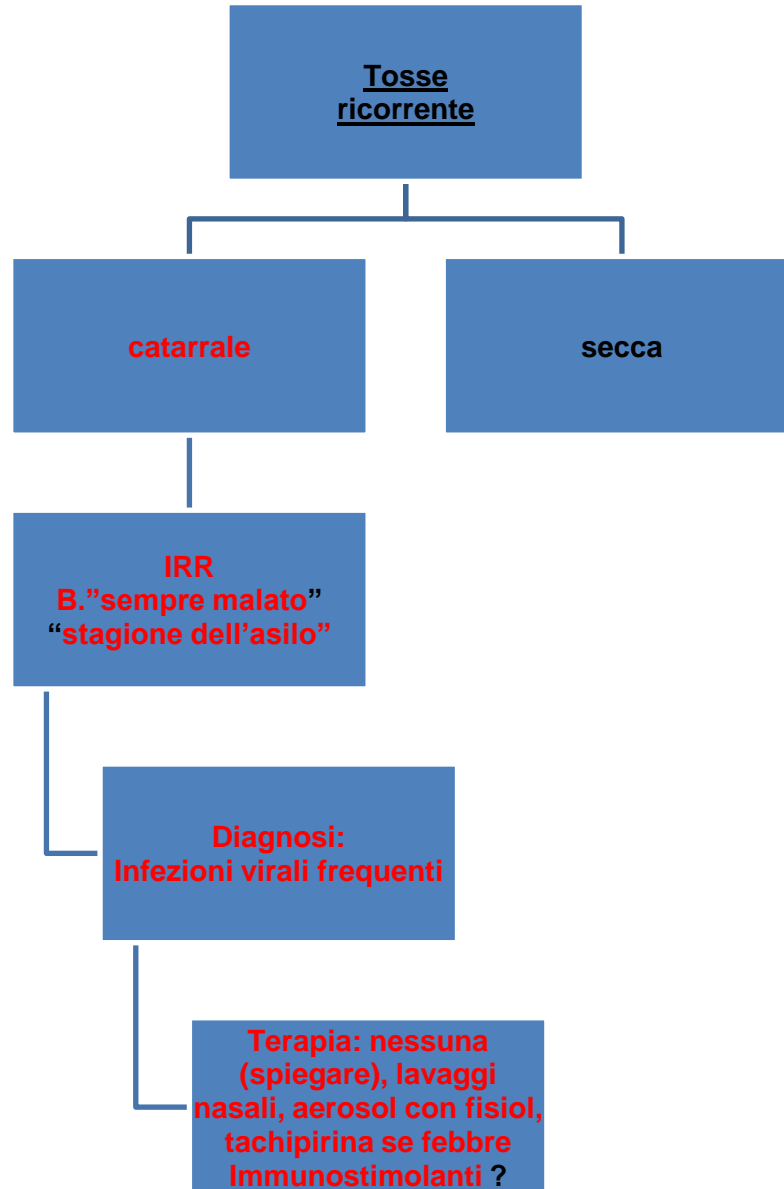 Tosse
ricorrente
catarrale
secca
IRR
B.”sempre malato”
“stagione dell’asilo”
Diagnosi:
Infezioni virali frequenti
Terapia: nessuna
(spiegare), lavaggi
nasali, aerosol con fisiol,
tachipirina se febbre
Immunostimolanti ?